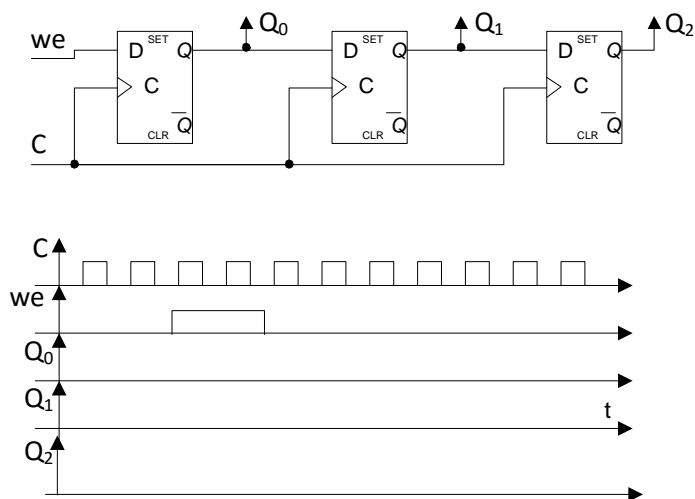 Q0 Q1 Q2
we
D SET Q D SET Q D SET Q
C C C
Q Q Q
CLR CLR CLR
C
C
we
Q0
Q1
t
Q2